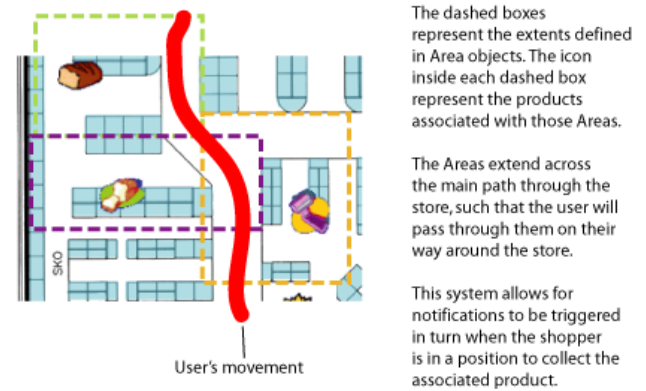 The dashed boxes
represent the extents defined
in Area objects. The icon
inside each dashed box
represent the products
associated with those Areas.
The Areas extend across
the main path through the
store, such that the user will
pass through them on their
way around the store.
This system allows for
notifications to be triggered
in turn when the shopper
is in a position to collect the
associated product.
SKO
User's movement